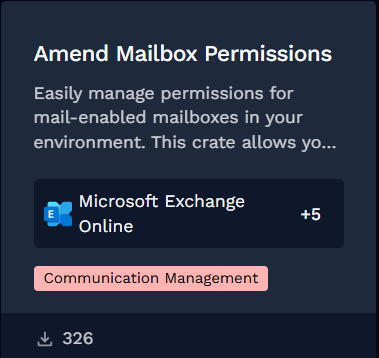 Amend Mailbox Permissions
Easily manage permissions for
mail-enabled mailboxes in your
environment. This crate allows yo...
E
Microsoft Exchange
Online
+5
Communication Management
326